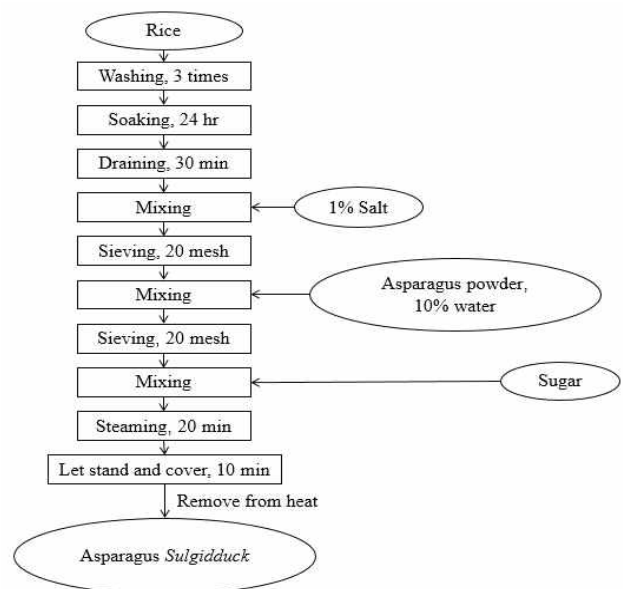 Rice
Washing, 3 times
Soaking, 24 hr
Draining, 30 min
Mixing
1% Salt
Sieving, 20 mesh
Mixing
Asparagus powder,
10% water
Sieving, 20 mesh
Mixing
Sugar
Steaming, 20 min
Let stand and cover, 10 min
Remove from heat
Asparagus Sulgidduck